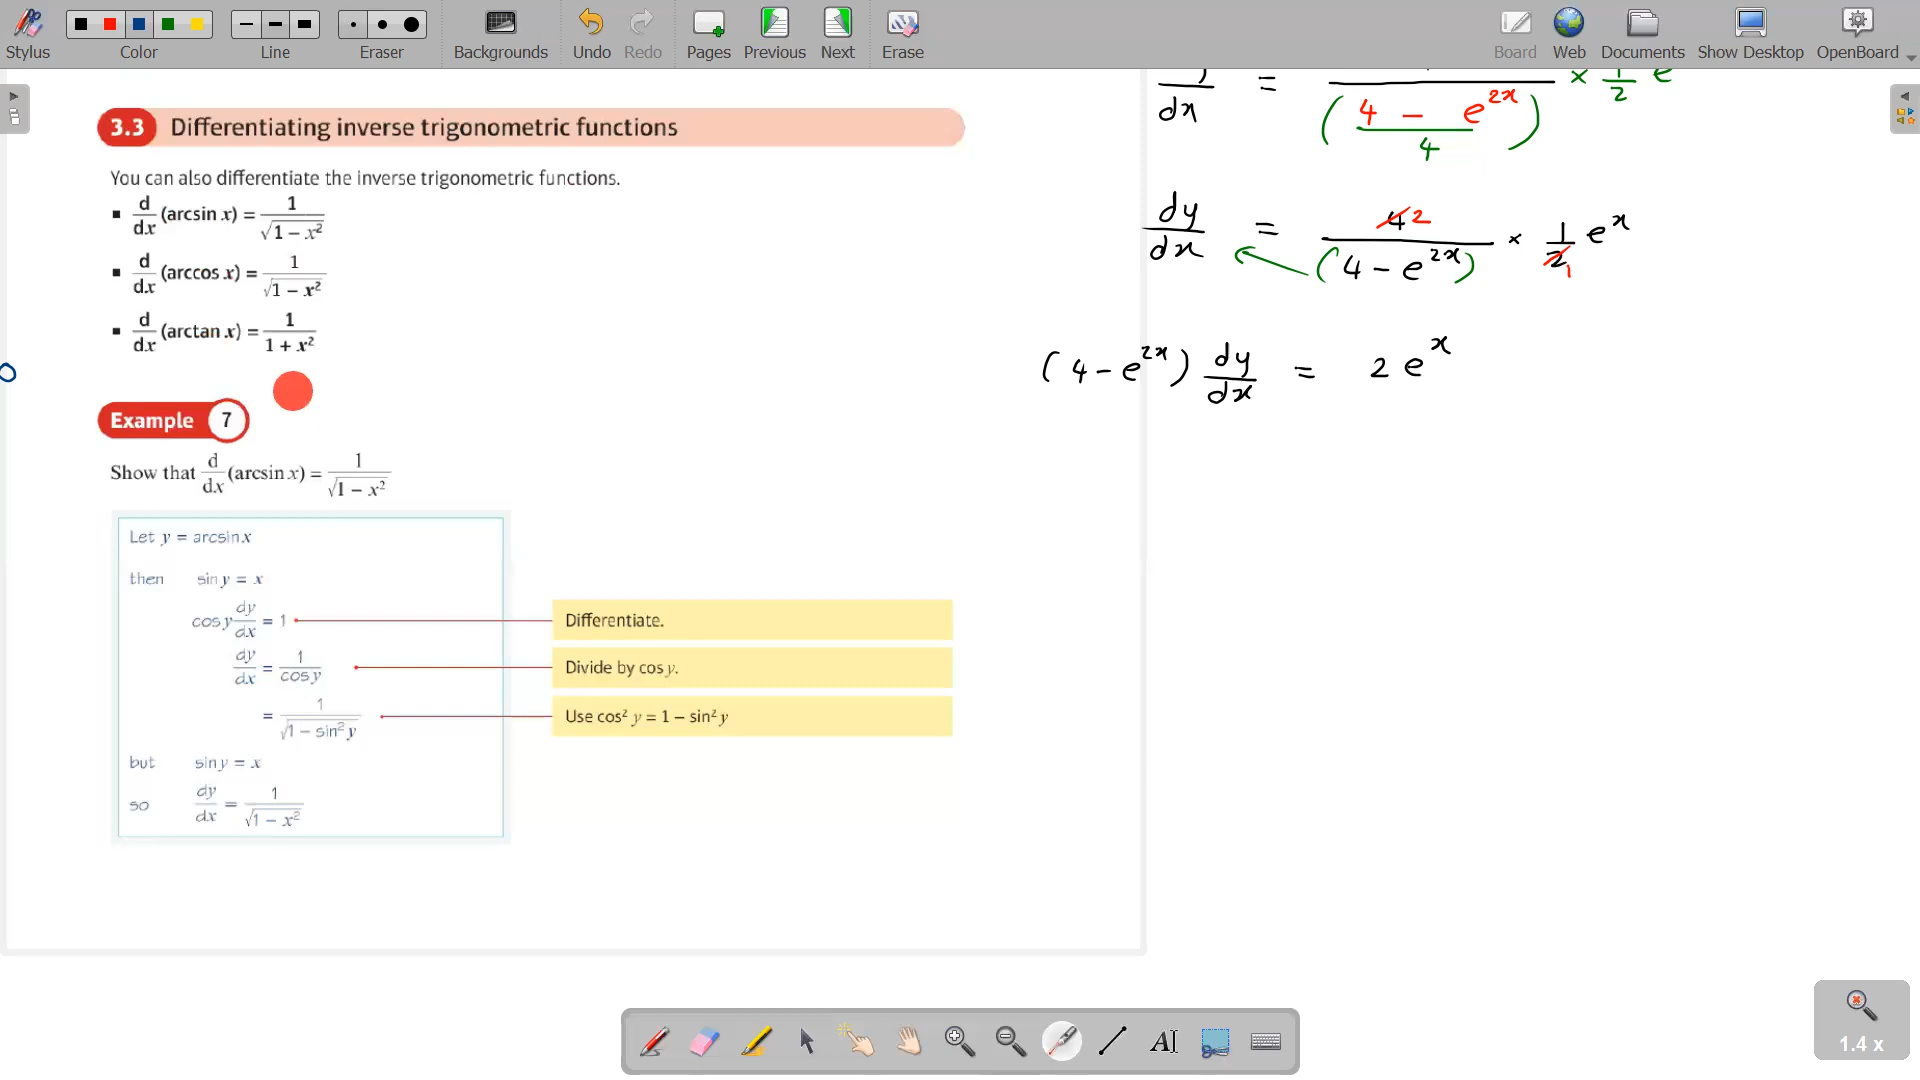 Stylus Color Line Eraser Backgrounds Undo Redo Pages Previous Next Erase Board Web Documents Show Desktop OpenBoard
3.3 Differentiating inverse trigonometric functions
You can also differentiate the inverse trigonometric functions.
▪ d/dx (arcsin x) = 1/√(1 − x²)
▪ d/dx (arccos x) = 1/√(1 − x²)
▪ d/dx (arctan x) = 1/(1 + x²)
Example 7
Show that d/dx (arcsin x) = 1/√(1 − x²)
Let y = arcsin x
then sin y = x
cos y dy/dx = 1 Differentiate.
dy/dx = 1/cos y Divide by cos y.
= 1/√(1 − sin² y) Use cos² y = 1 − sin² y
but sin y = x
so dy/dx = 1/√(1 − x²)
dx = (4 − e^2x / 4) × 1/2 e
dy/dx = 4 2 / (4 − e^2x) × 1/2 1 e^x
(4 − e^2x) dy/dx = 2 e^x
1.4 x